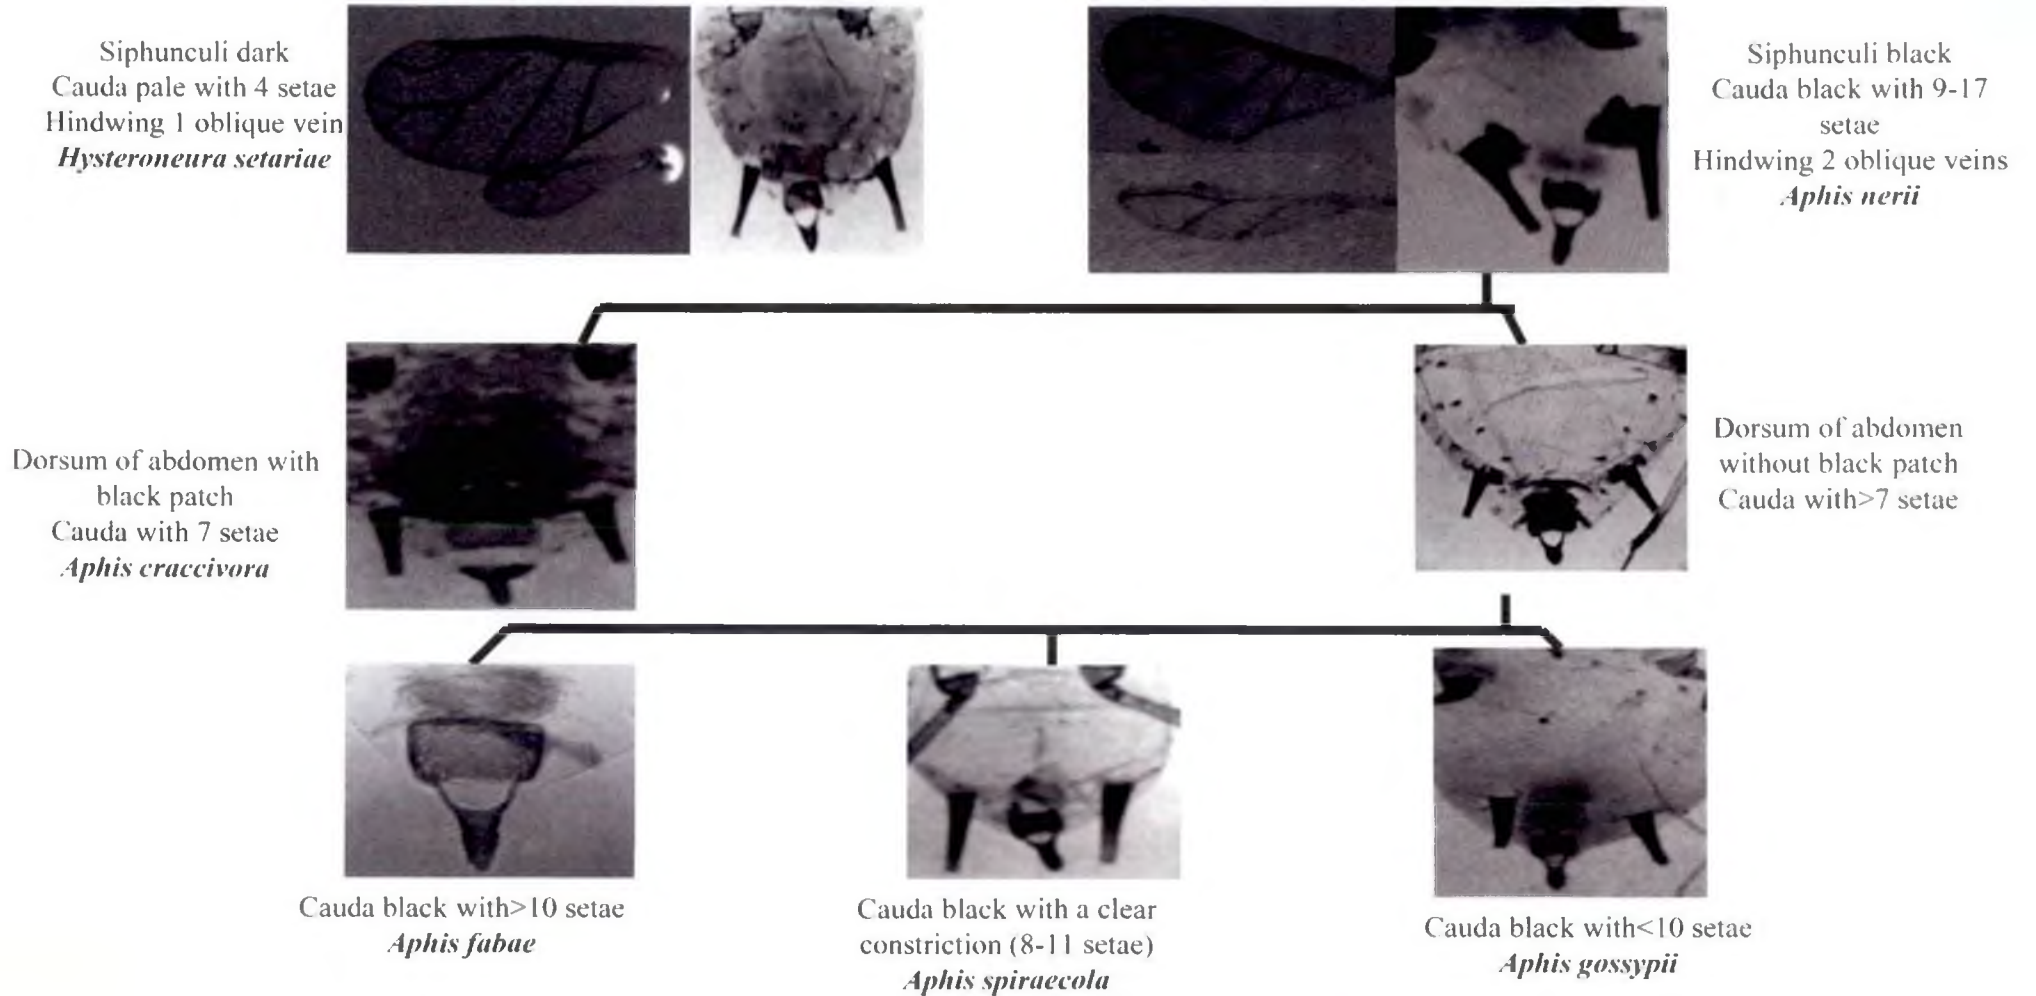 Siphunculi dark
Cauda pale with 4 setae
Hindwing 1 oblique vein
Hysteroneura setariae
Siphunculi black
Cauda black with 9-17
setae
Hindwing 2 oblique veins
Aphis nerii
Dorsum of abdomen with
black patch
Cauda with 7 setae
Aphis craccivora
Dorsum of abdomen
without black patch
Cauda with>7 setae
Cauda black with>10 setae
Aphis fabae
Cauda black with a clear
constriction (8-11 setae)
Aphis spiraecola
Cauda black with<10 setae
Aphis gossypii